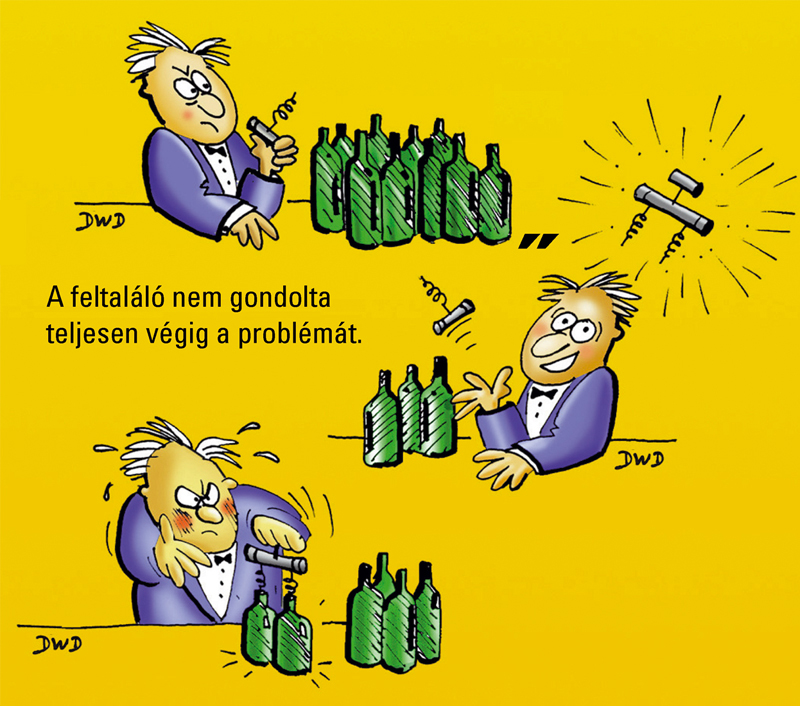 DWD
A feltaláló nem gondolta
teljesen végig a problémát.
DWD
DWD